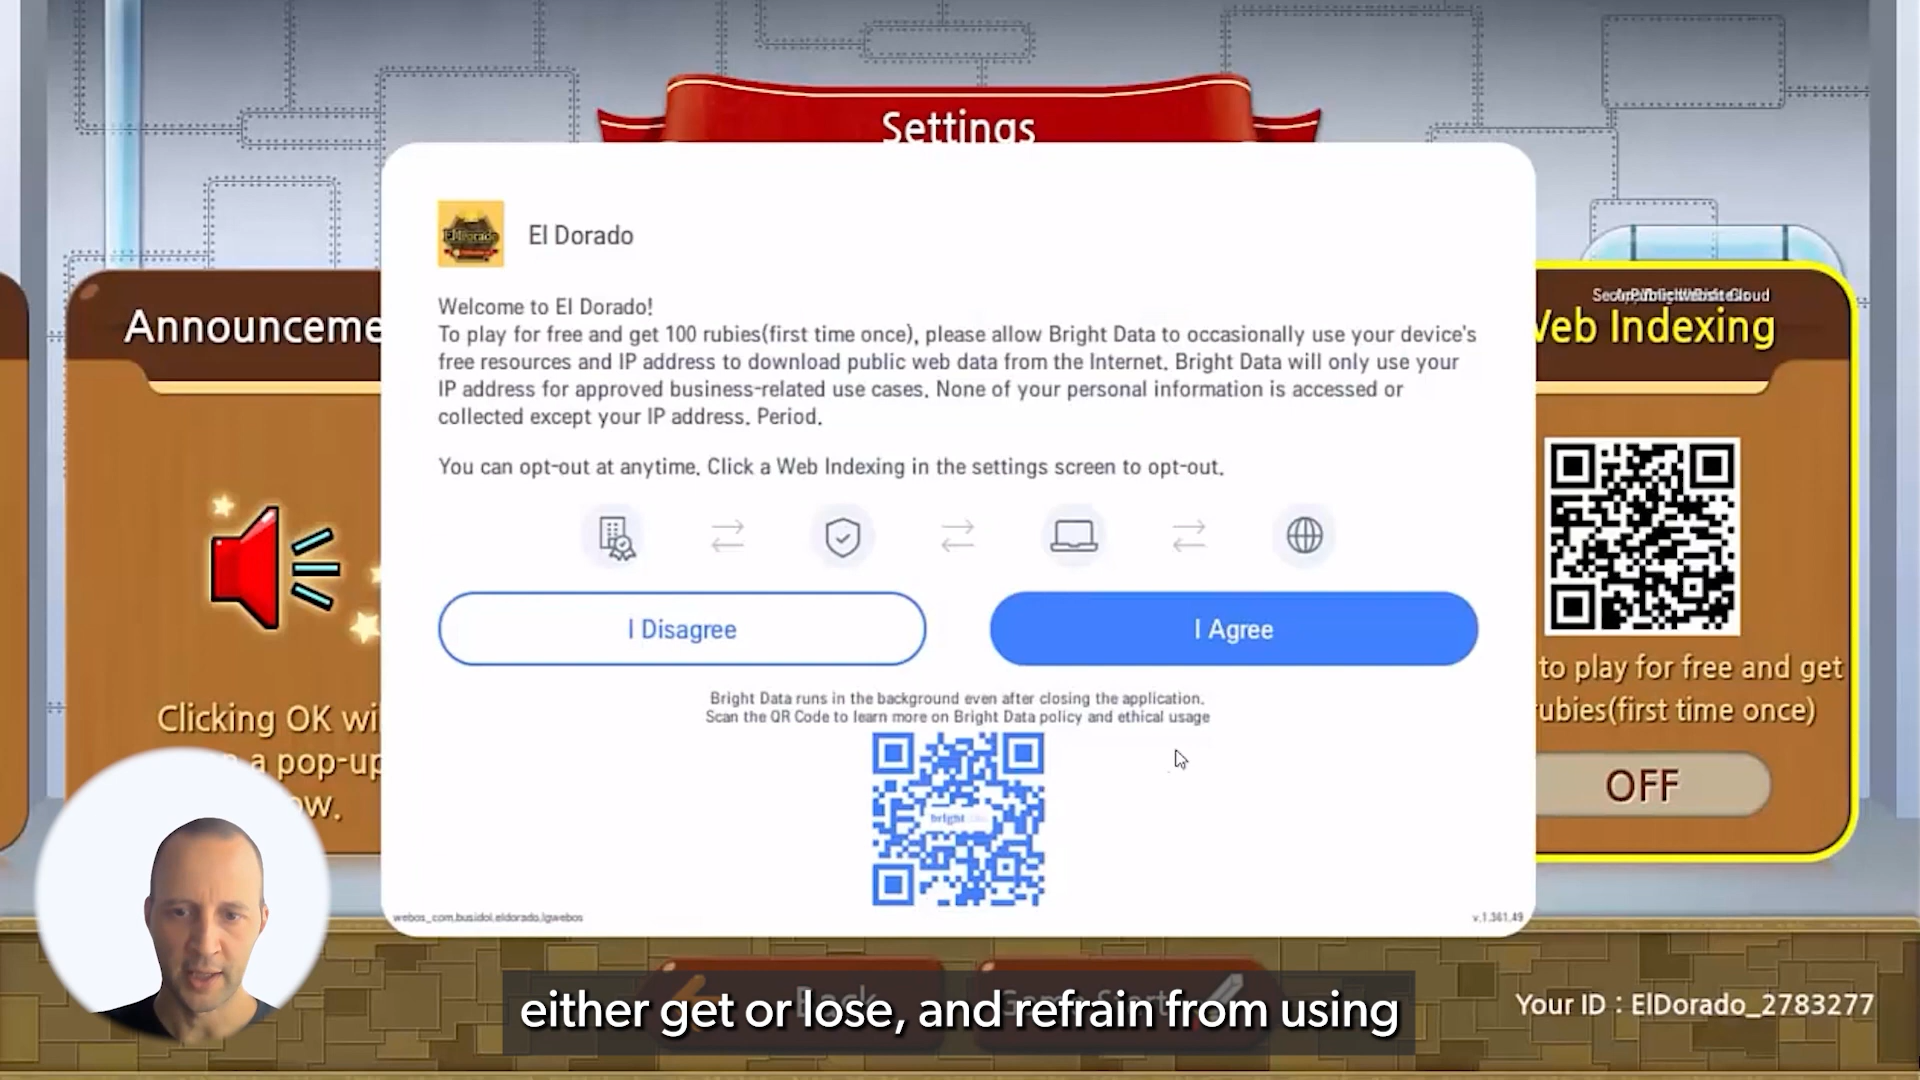 Settings
El Dorado
Welcome to El Dorado!
To play for free and get 100 rubies(first time once), please allow Bright Data to occasionally use your device's
free resources and IP address to download public web data from the Internet. Bright Data will only use your
IP address for approved business-related use cases. None of your personal information is accessed or
collected except your IP address. Period.
You can opt-out at anytime. Click a Web Indexing in the settings screen to opt-out.
I Disagree
I Agree
Bright Data runs in the background even after closing the application.
Scan the QR Code to learn more on Bright Data policy and ethical usage
bright
webos_com.busidol.eldorado.lgwebos
v.1.361.49
Announceme
Clicking OK wil
a pop-up
ow.
Web Indexing
to play for free and get
rubies(first time once)
OFF
Back
either get or lose, and refrain from using
Your ID : ElDorado_2783277